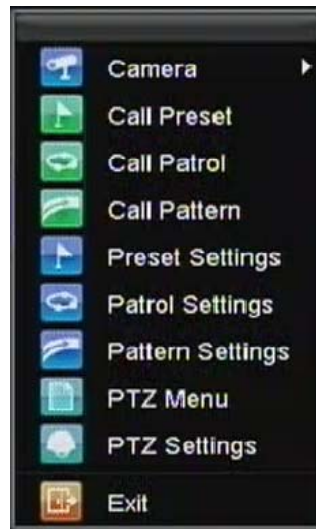 Camera
Call Preset
Call Patrol
Call Pattern
Preset Settings
Patrol Settings
Pattern Settings
PTZ Menu
PTZ Settings
Exit